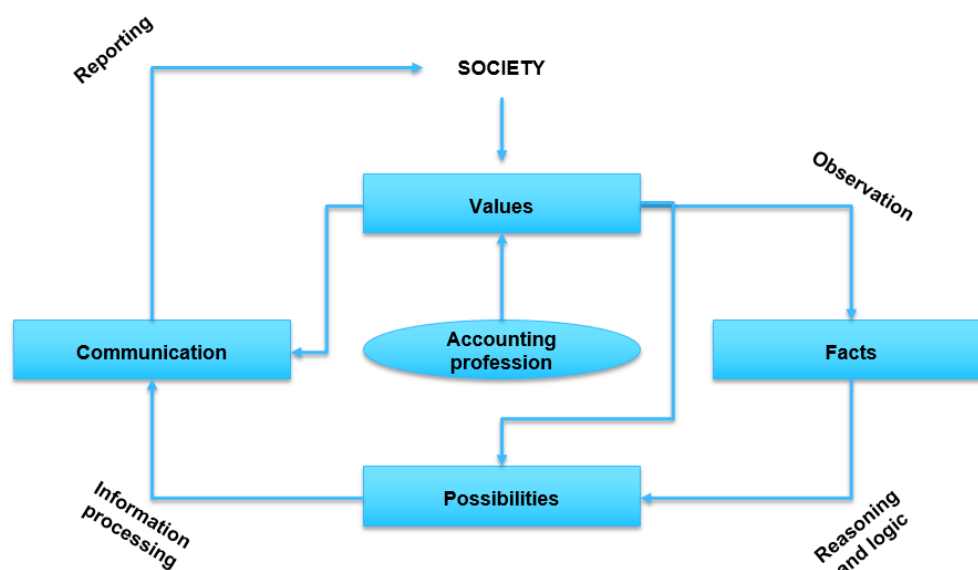 Reporting
SOCIETY
Observation
Values
Communication
Accounting
profession
Facts
Possibilities
Information
processing
Reasoning
and logic